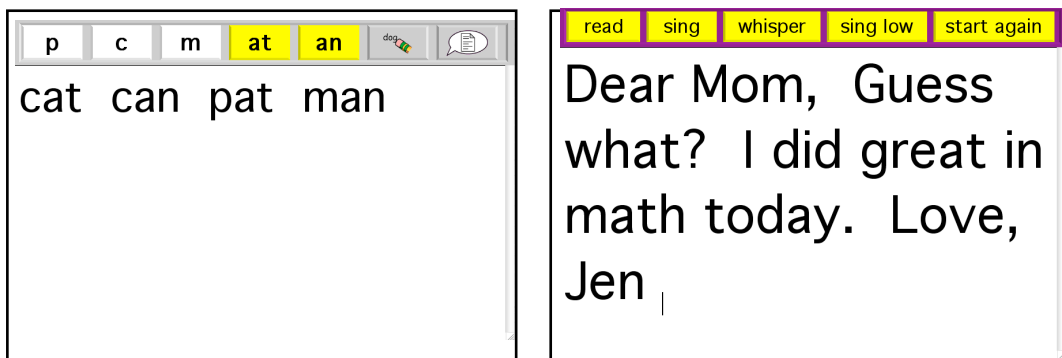 p c m at an dog
cat can pat man
read sing whisper sing low start again
Dear Mom, Guess
what? I did great in
math today. Love,
Jen